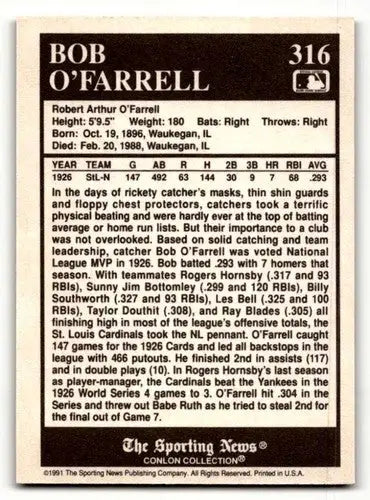 BOB
O'FARRELL
316
Robert Arthur O'Farrell
Height: 5'9.5" Weight: 180 Bats: Right Throws: Right
Born: Oct. 19, 1896, Waukegan, IL
Died: Feb. 20, 1988, Waukegan, IL
YEAR TEAM G AB R H 2B 3B HR RBI AVG
1926 StL-N 147 492 63 144 30 9 7 68 .293
In the days of rickety catcher's masks, thin shin guards
and floppy chest protectors, catchers took a terrific
physical beating and were hardly ever at the top of batting
average or home run lists. But their importance to a club
was not overlooked. Based on solid catching and team
leadership, catcher Bob O'Farrell was voted National
League MVP in 1926. Bob batted .293 with 7 homers that
season. With teammates Rogers Hornsby (.317 and 93
RBIs), Sunny Jim Bottomley (.299 and 120 RBIs), Billy
Southworth (.327 and 93 RBIs), Les Bell (.325 and 100
RBIs), Taylor Douthit (.308), and Ray Blades (.305) all
finishing high in most of the league's offensive totals, the
St. Louis Cardinals took the NL pennant. O'Farrell caught
147 games for the 1926 Cards and led all backstops in the
league with 466 putouts. He finished 2nd in assists (117)
and in double plays (10). In Rogers Hornsby's last season
as player-manager, the Cardinals beat the Yankees in the
1926 World Series 4 games to 3. O'Farrell hit .304 in the
Series and threw out Babe Ruth as he tried to steal 2nd for
the final out of Game 7.
The Sporting News®
CONLON COLLECTION®
©1991 The Sporting News Publishing Company. All Rights Reserved. Printed in U.S.A.